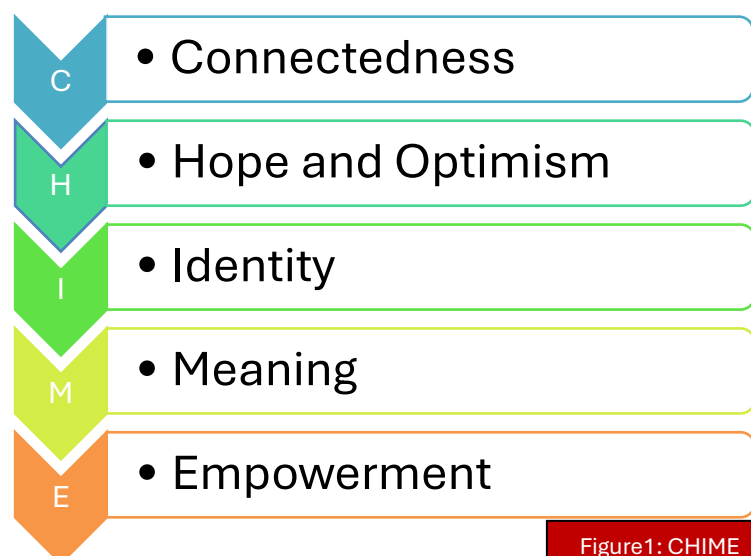 C
• Connectedness
H
• Hope and Optimism
I
• Identity
M
• Meaning
E
• Empowerment
Figure1: CHIME